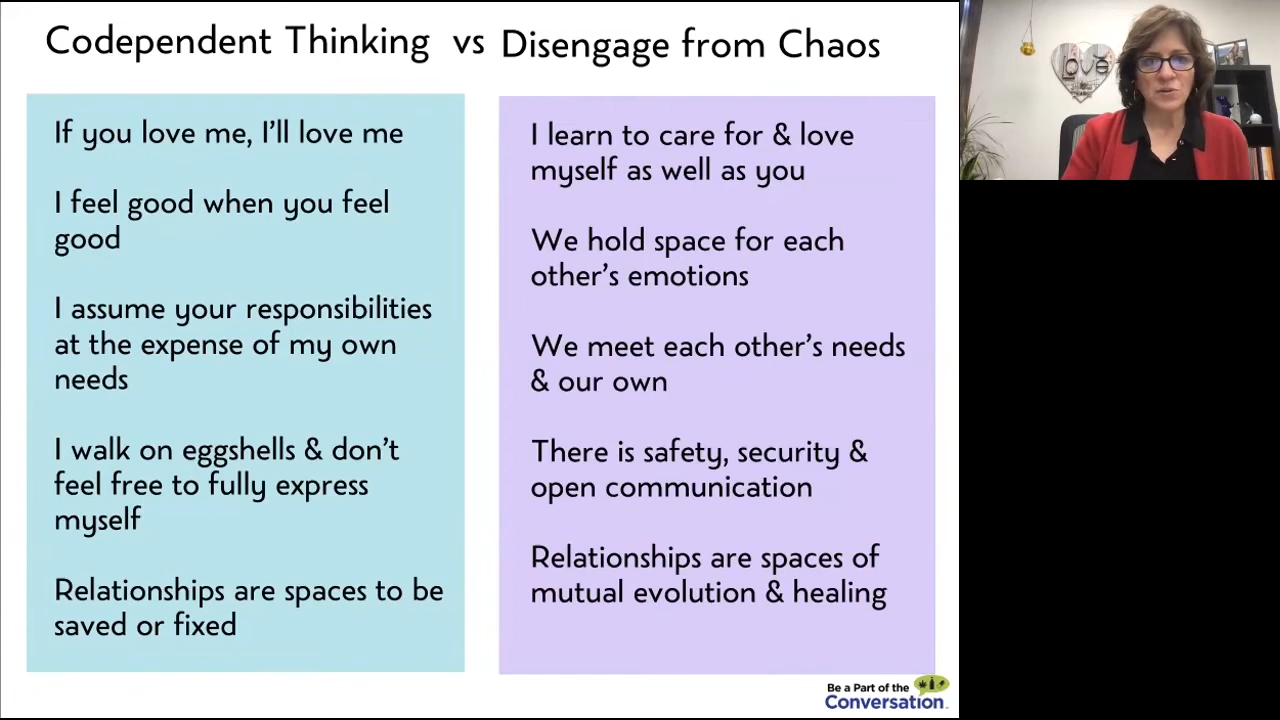 Codependent Thinking vs Disengage from Chaos
If you love me, I'll love me
I feel good when you feel
good
I assume your responsibilities
at the expense of my own
needs
I walk on eggshells & don't
feel free to fully express
myself
Relationships are spaces to be
saved or fixed
I learn to care for & love
myself as well as you
We hold space for each
other's emotions
We meet each other's needs
& our own
There is safety, security &
open communication
Relationships are spaces of
mutual evolution & healing
Be a Part of the
Conversation
love